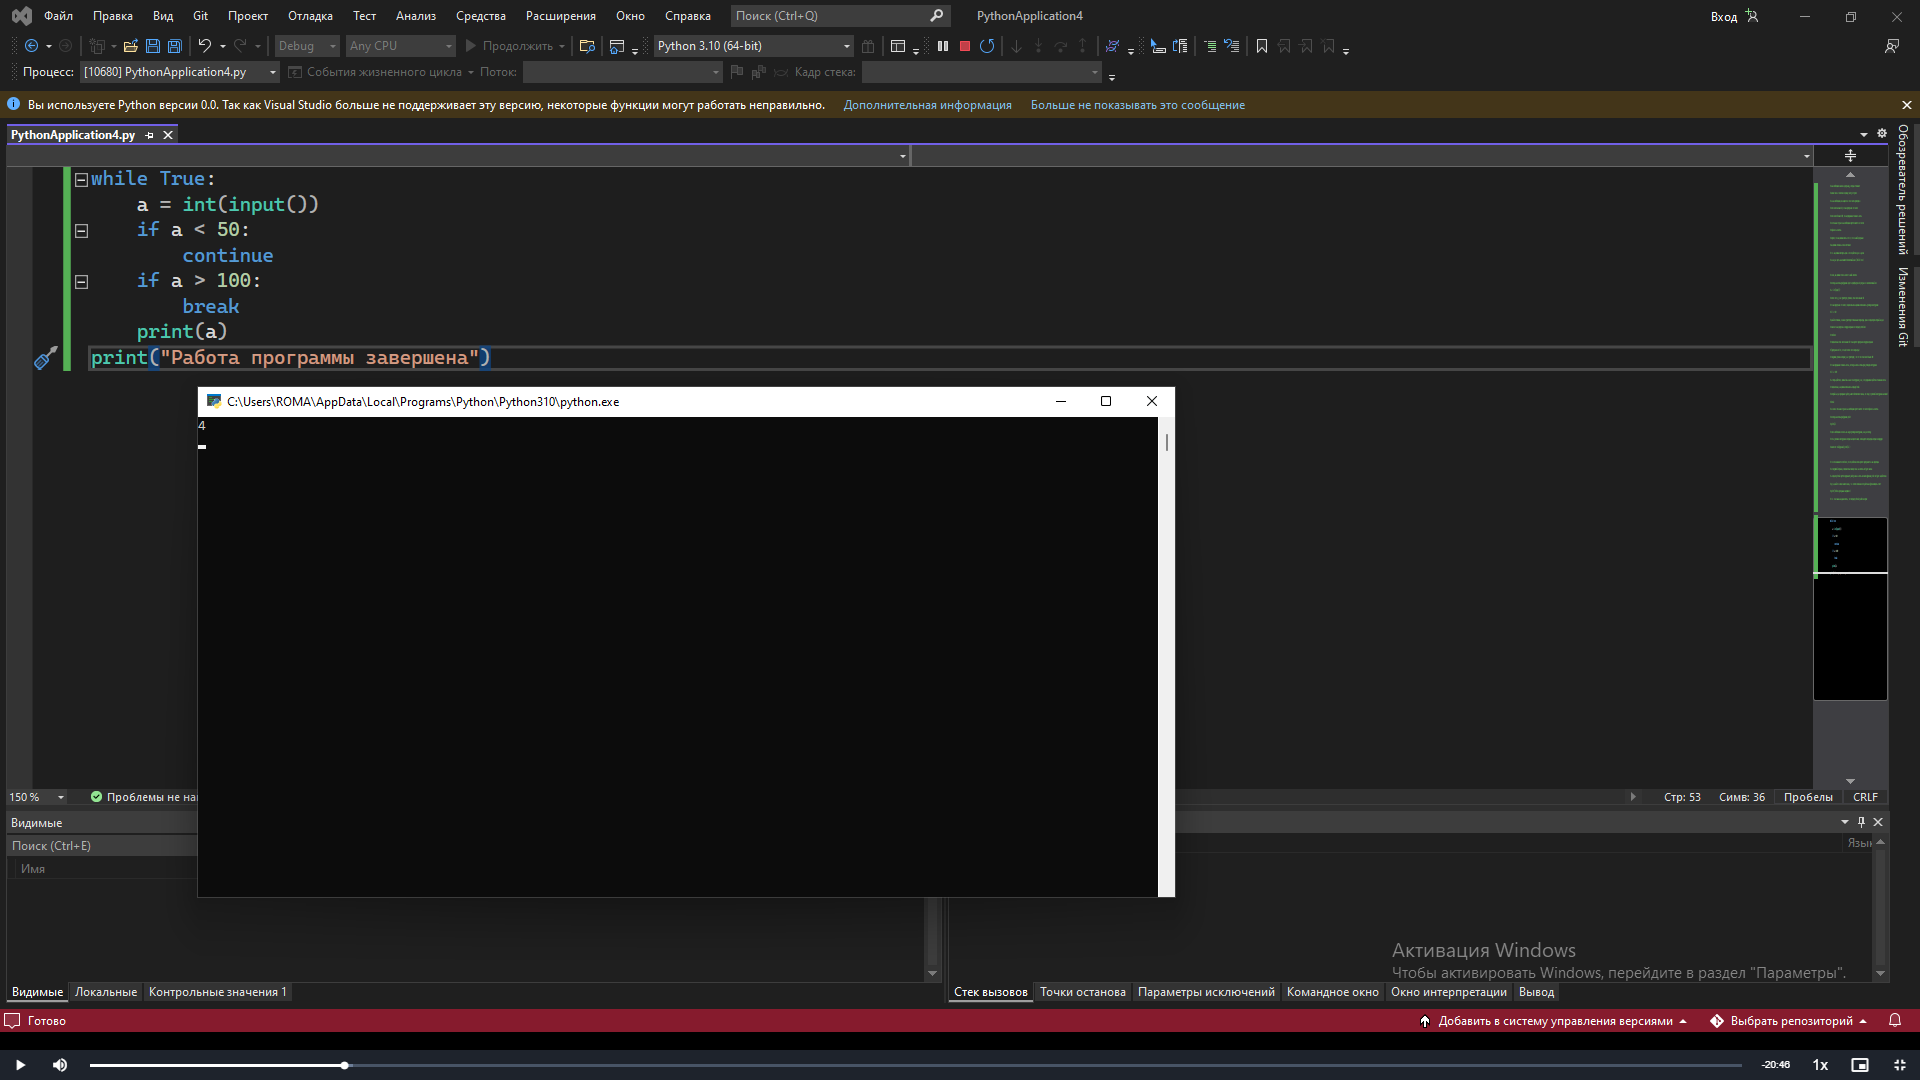 Файл Правка Вид Git Проект Отладка Тест Анализ Средства Расширения Окно Справка Поиск (Ctrl+Q) PythonApplication4 Вход
Debug Any CPU Продолжить Python 3.10 (64-bit)
Процесс: [10680] PythonApplication4.py События жизненного цикла Поток: Кадр стека:
Вы используете Python версии 0.0. Так как Visual Studio больше не поддерживает эту версию, некоторые функции могут работать неправильно. Дополнительная информация Больше не показывать это сообщение
PythonApplication4.py
Обозреватель решений
Изменения Git
while True:
a = int(input())
if a < 50:
continue
if a > 100:
break
print(a)
print("Работа программы завершена")
C:\Users\ROMA\AppData\Local\Programs\Python\Python310\python.exe
4
150 % Проблемы не на Стр: 53 Симв: 36 Пробелы CRLF
Видимые
Поиск (Ctrl+E)
Язык
Имя
Активация Windows
Чтобы активировать Windows, перейдите в раздел "Параметры".
Видимые Локальные Контрольные значения 1 Стек вызовов Точки останова Параметры исключений Командное окно Окно интерпретации Вывод
Готово Добавить в систему управления версиями Выбрать репозиторий
-20:46 1x